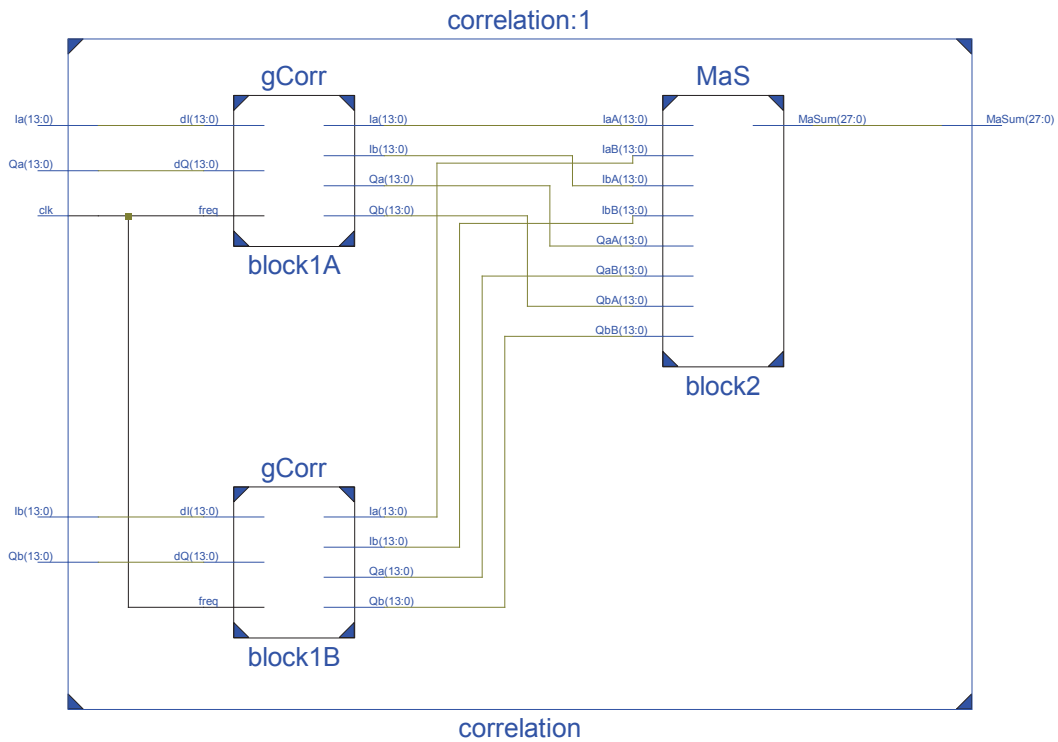 correlation:1
gCorr
MaS
Ia(13:0)
dI(13:0)
Ia(13:0)
IaA(13:0)
MaSum(27:0)
MaSum(27:0)
Ib(13:0)
IaB(13:0)
Qa(13:0)
dQ(13:0)
Qa(13:0)
IbA(13:0)
clk
freq
Qb(13:0)
IbB(13:0)
QaA(13:0)
block1A
QaB(13:0)
QbA(13:0)
QbB(13:0)
block2
gCorr
Ib(13:0)
dI(13:0)
Ia(13:0)
Ib(13:0)
Qb(13:0)
dQ(13:0)
Qa(13:0)
freq
Qb(13:0)
block1B
correlation